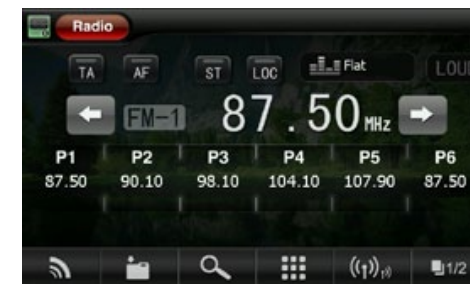 Radio
TA AF ST LOC Flat LOU
FM-1 87.50 MHz
P1 P2 P3 P4 P5 P6
87.50 90.10 98.10 104.10 107.90 87.50
1/2